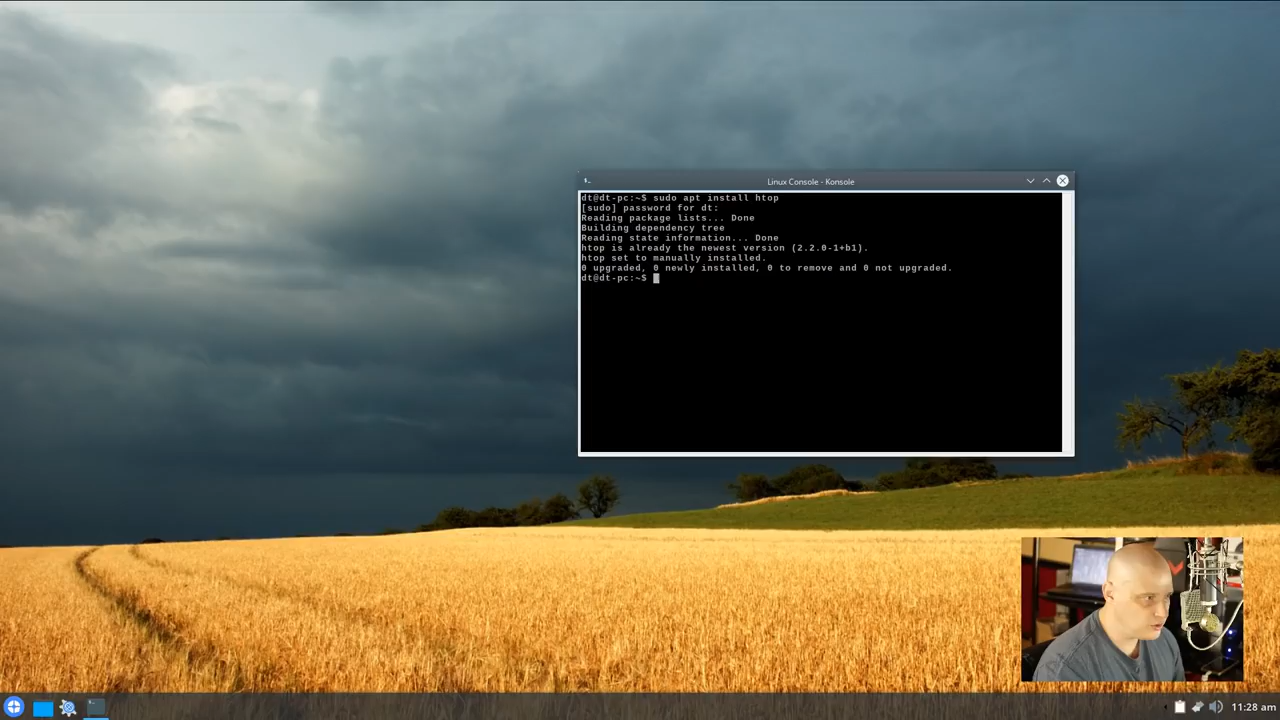 Linux Console - Konsole
dt@dt-pc:~$ sudo apt install htop
[sudo] password for dt:
Reading package lists... Done
Building dependency tree
Reading state information... Done
htop is already the newest version (2.2.0-1+b1).
htop set to manually installed.
0 upgraded, 0 newly installed, 0 to remove and 0 not upgraded.
dt@dt-pc:~$
11:28 am